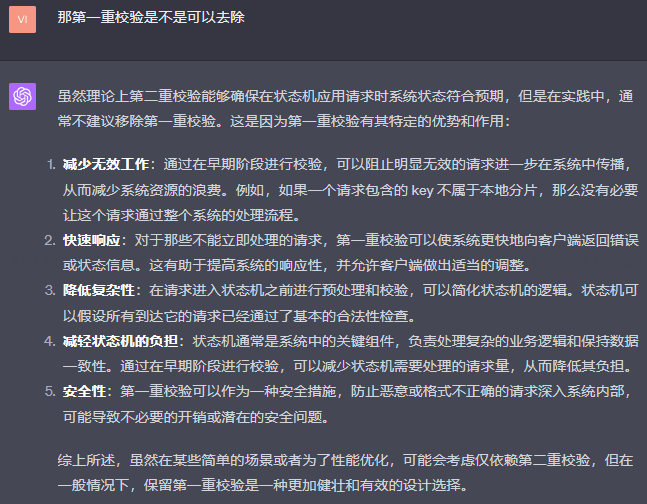 VI
那第一重校验是不是可以去除
虽然理论上第二重校验能够确保在状态机应用请求时系统状态符合预期，但是在实践中，通
常不建议移除第一重校验。这是因为第一重校验有其特定的优势和作用：
1. 减少无效工作：通过在早期阶段进行校验，可以阻止明显无效的请求进一步在系统中传播，
从而减少系统资源的浪费。例如，如果一个请求包含的 key 不属于本地分片，那么没有必要
让这个请求通过整个系统的处理流程。
2. 快速响应：对于那些不能立即处理的请求，第一重校验可以使系统更快地向客户端返回错误
或状态信息。这有助于提高系统的响应性，并允许客户端做出适当的调整。
3. 降低复杂性：在请求进入状态机之前进行预处理和校验，可以简化状态机的逻辑。状态机可
以假设所有到达它的请求已经通过了基本的合法性检查。
4. 减轻状态机的负担：状态机通常是系统中的关键组件，负责处理复杂的业务逻辑和保持数据
一致性。通过在早期阶段进行校验，可以减少状态机需要处理的请求量，从而降低其负担。
5. 安全性：第一重校验可以作为一种安全措施，防止恶意或格式不正确的请求深入系统内部，
可能导致不必要的开销或潜在的安全问题。
综上所述，虽然在某些简单的场景或者为了性能优化，可能会考虑仅依赖第二重校验，但在
一般情况下，保留第一重校验是一种更加健壮和有效的设计选择。